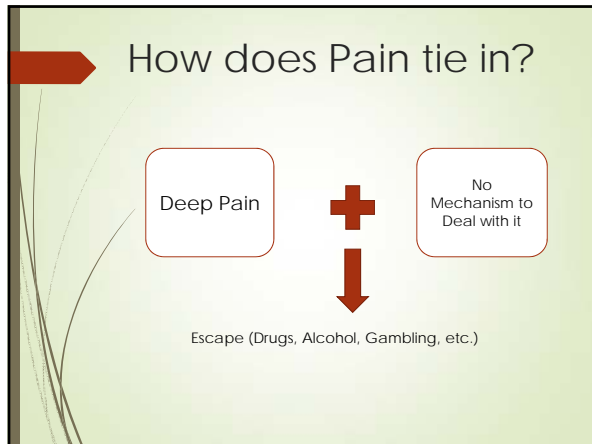 How does Pain tie in?
Deep Pain
No
Mechanism to
Deal with it
Escape (Drugs, Alcohol, Gambling, etc.)